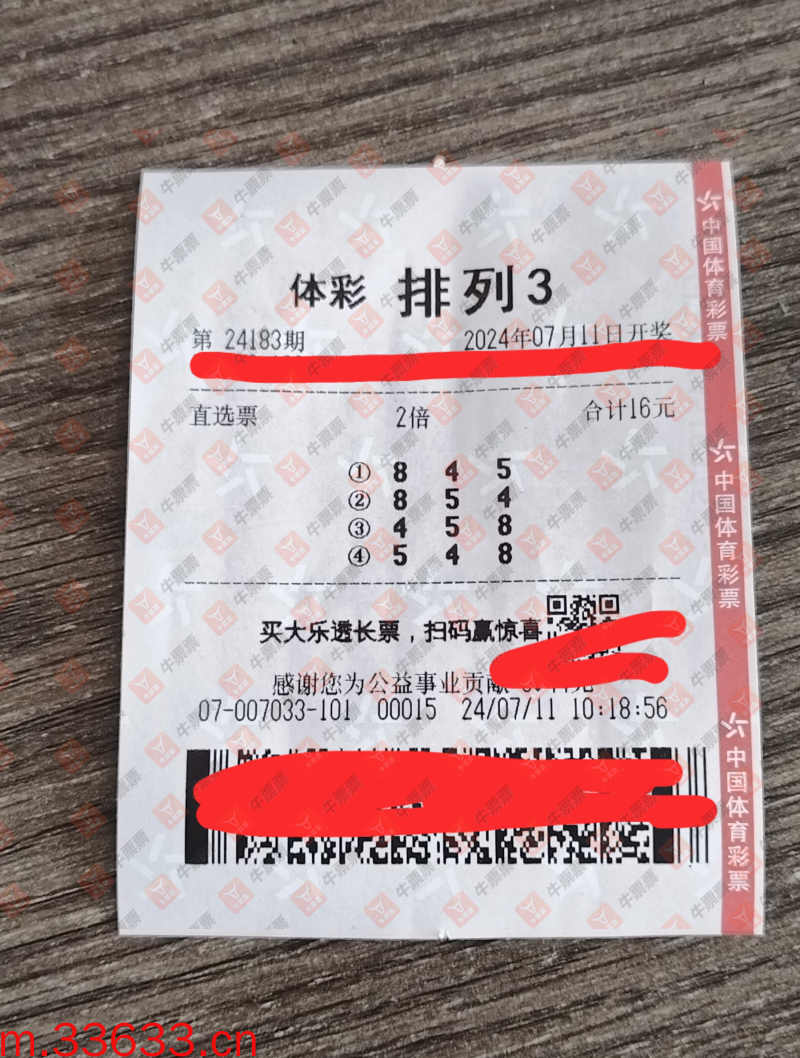 体彩 排列3
第 24183期 2024年07月11日开奖
直选票 2倍 合计16元
① 8 4 5
② 8 5 4
③ 4 5 8
④ 5 4 8
买大乐透长票，扫码赢惊喜
感谢您为公益事业贡献
07-007033-101 00015 24/07/11 10:18:56
中国体育彩票
中国体育彩票
中国体育彩票
牛票票
m.33633.cn